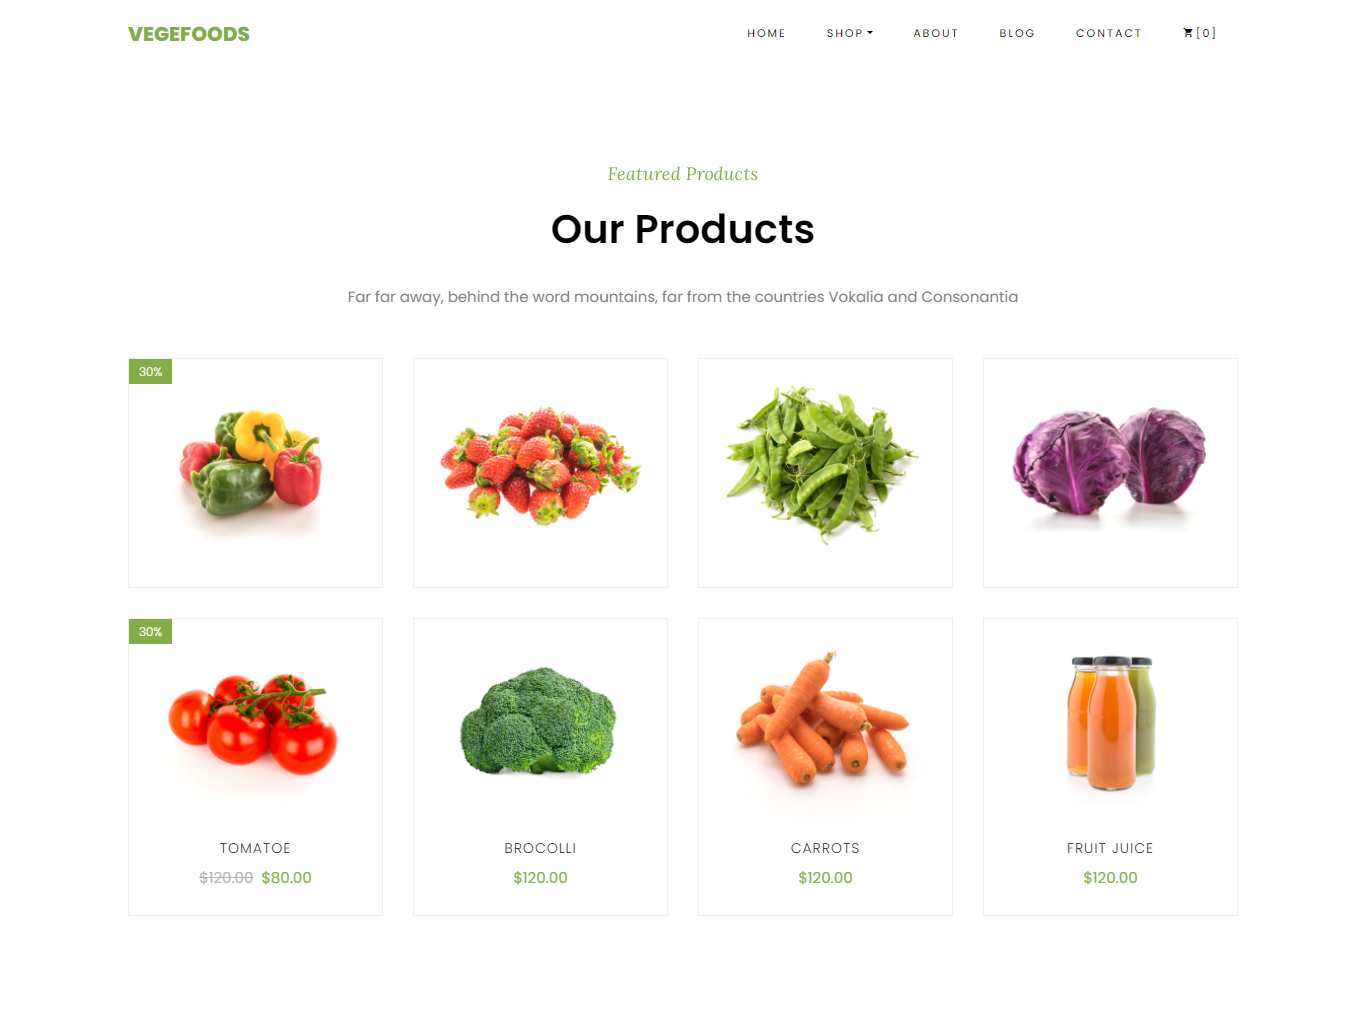 VEGEFOODS
HOME SHOP ABOUT BLOG CONTACT [0]
Featured Products
Our Products
Far far away, behind the word mountains, far from the countries Vokalia and Consonantia
30%
30%
TOMATOE
$120.00 $80.00
BROCOLLI
$120.00
CARROTS
$120.00
FRUIT JUICE
$120.00